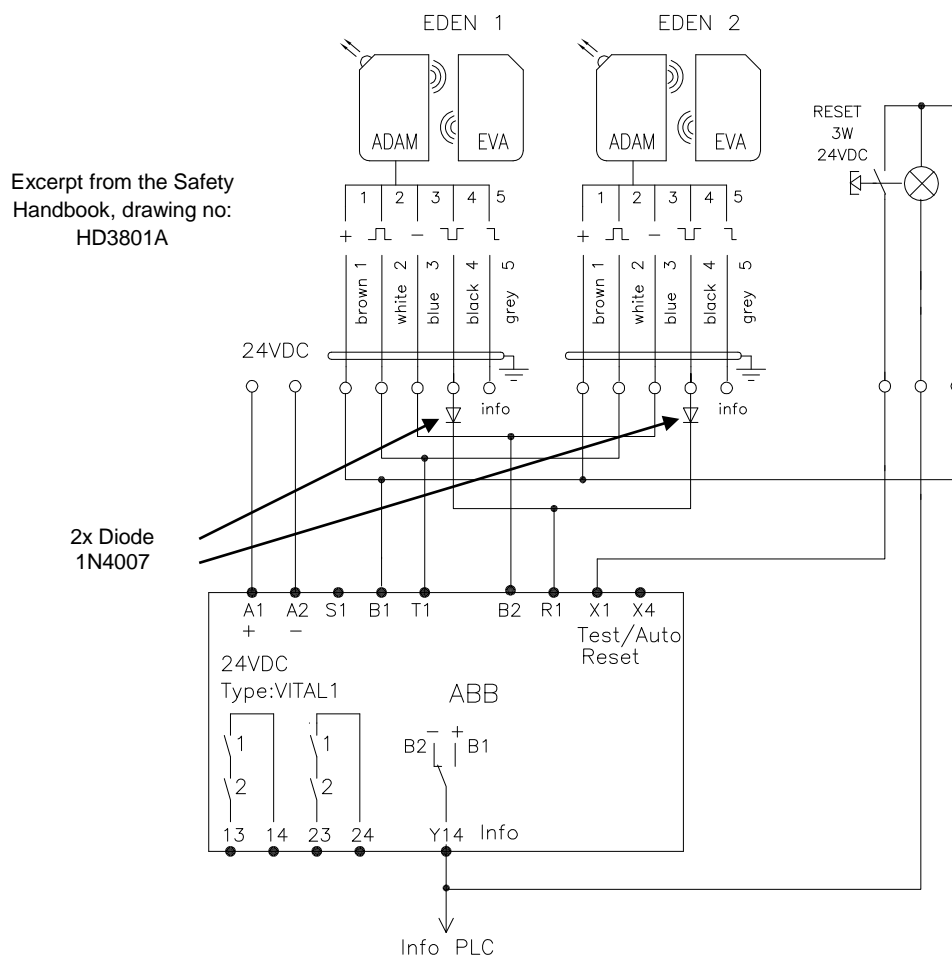 EDEN 1
EDEN 2
ADAM
EVA
ADAM
EVA
RESET
3W
24VDC
Excerpt from the Safety
Handbook, drawing no:
HD3801A
1 2 3 4 5
1 2 3 4 5
+ −
+ −
brown 1
white 2
blue 3
black 4
grey 5
brown 1
white 2
blue 3
black 4
grey 5
24VDC
info
info
2x Diode
1N4007
A1 A2 S1 B1 T1 B2 R1 X1 X4
+ −
Test/Auto
Reset
24VDC
Type:VITAL1
ABB
− +
B2 B1
1 1
2 2
13 14 23 24 Y14 Info
Info PLC